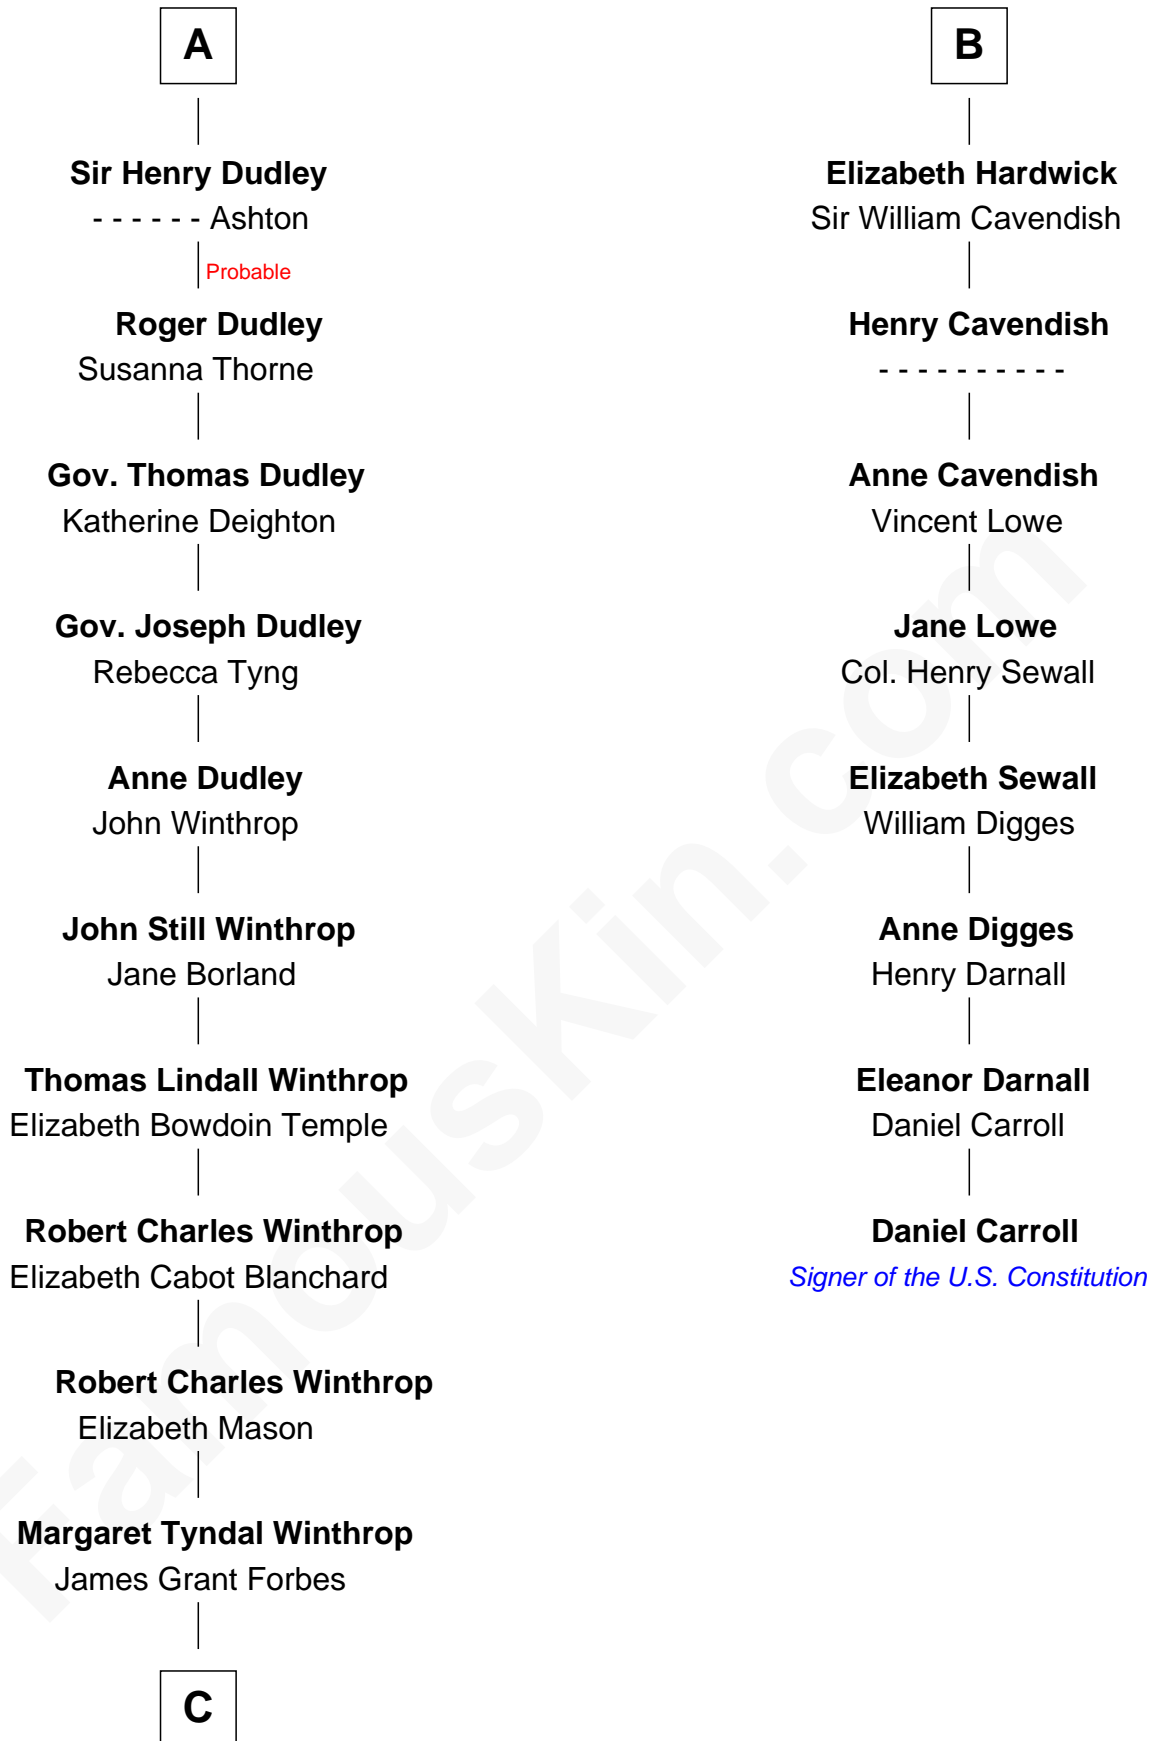 A
Sir Henry Dudley
- - - - - - Ashton
Probable
Roger Dudley
Susanna Thorne
Gov. Thomas Dudley
Katherine Deighton
Gov. Joseph Dudley
Rebecca Tyng
Anne Dudley
John Winthrop
John Still Winthrop
Jane Borland
Thomas Lindall Winthrop
Elizabeth Bowdoin Temple
Robert Charles Winthrop
Elizabeth Cabot Blanchard
Robert Charles Winthrop
Elizabeth Mason
Margaret Tyndal Winthrop
James Grant Forbes
C
B
Elizabeth Hardwick
Sir William Cavendish
Henry Cavendish
- - - - - - - - - -
Anne Cavendish
Vincent Lowe
Jane Lowe
Col. Henry Sewall
Elizabeth Sewall
William Digges
Anne Digges
Henry Darnall
Eleanor Darnall
Daniel Carroll
Daniel Carroll
Signer of the U.S. Constitution
FamousKin.com